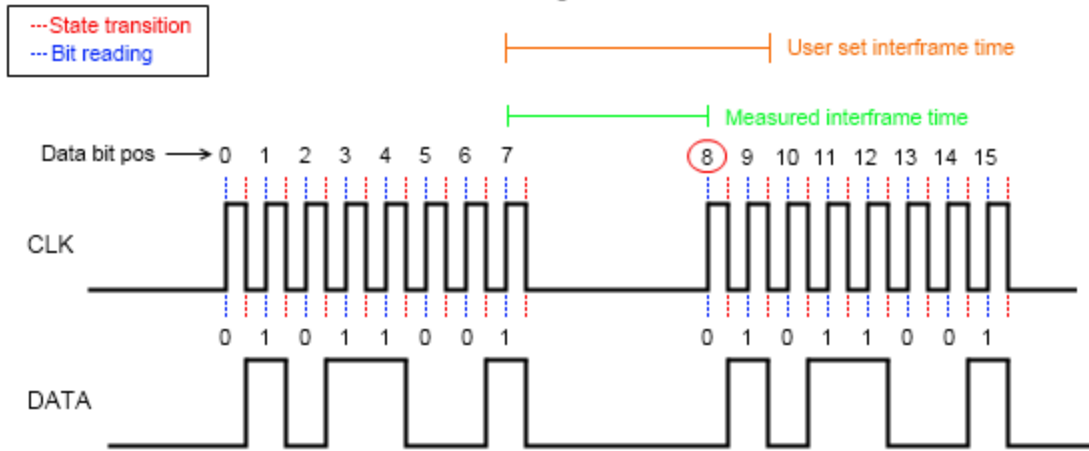 ---State transition
---Bit reading
User set interframe time
Measured interframe time
Data bit pos 0 1 2 3 4 5 6 7 8 9 10 11 12 13 14 15
CLK
0 1 0 1 1 0 0 1 0 1 0 1 1 0 0 1
DATA